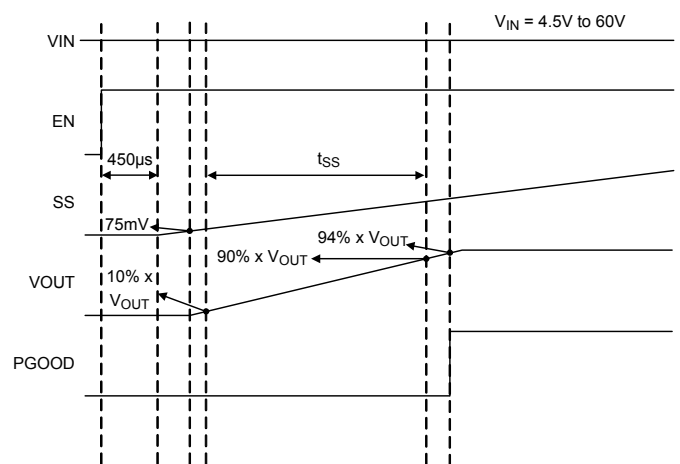 V_IN = 4.5V to 60V
VIN
EN
450µs
t_SS
SS
75mV
94% x V_OUT
90% x V_OUT
10% x
V_OUT
VOUT
PGOOD